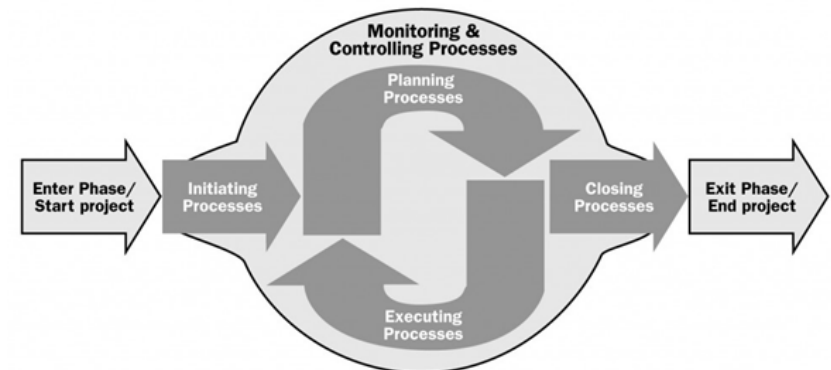 Monitoring &
Controlling Processes
Planning
Processes
Enter Phase/
Start project
Initiating
Processes
Closing
Processes
Exit Phase/
End project
Executing
Processes